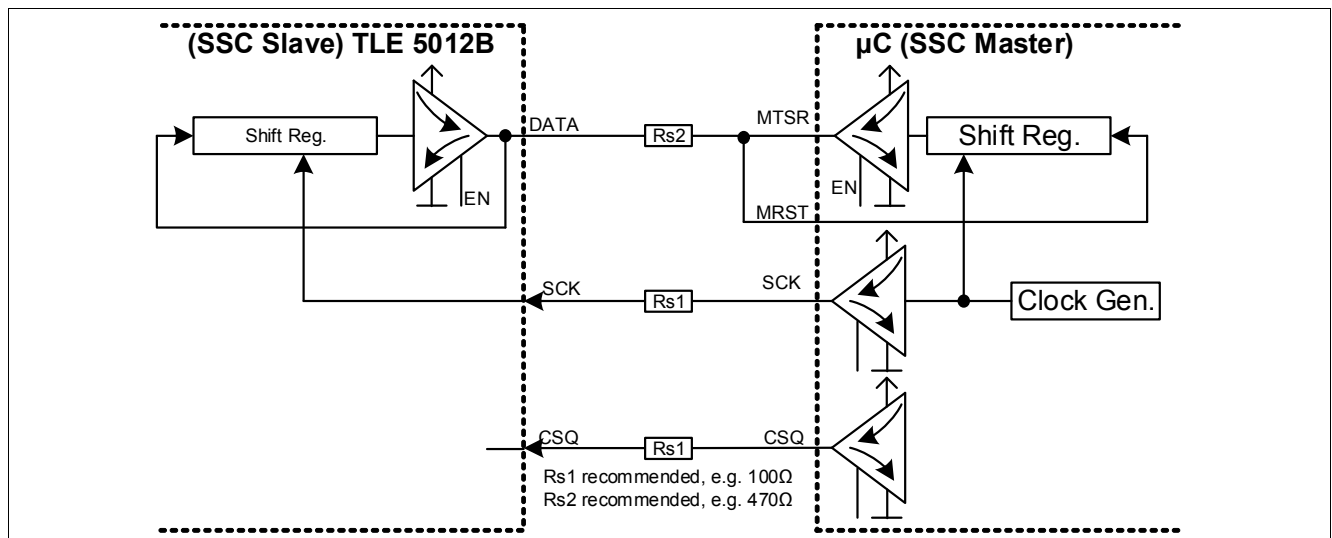 (SSC Slave) TLE 5012B
µC (SSC Master)
Shift Reg.
EN
DATA
Rs2
MTSR
Shift Reg.
EN
MRST
SCK
Rs1
SCK
Clock Gen.
CSQ
Rs1
CSQ
Rs1 recommended, e.g. 100Ω
Rs2 recommended, e.g. 470Ω